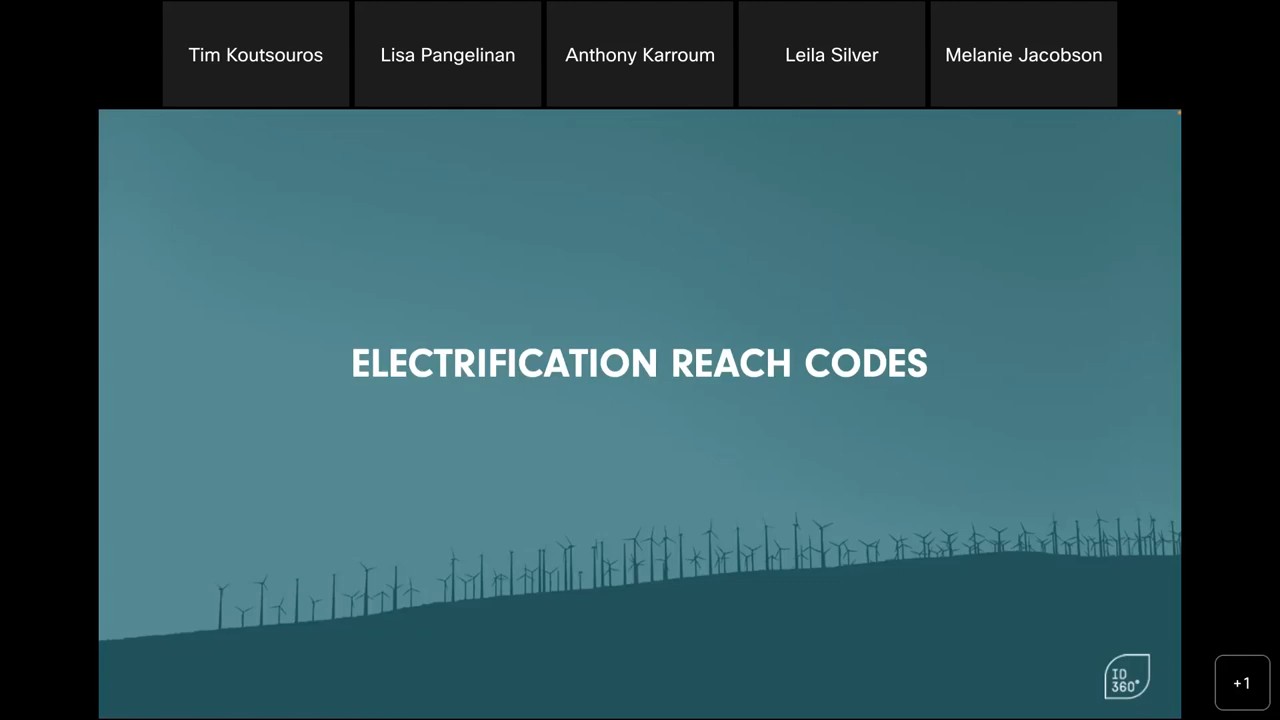 Tim Koutsouros
Lisa Pangelinan
Anthony Karroum
Leila Silver
Melanie Jacobson
ELECTRIFICATION REACH CODES
ID
360°
+1